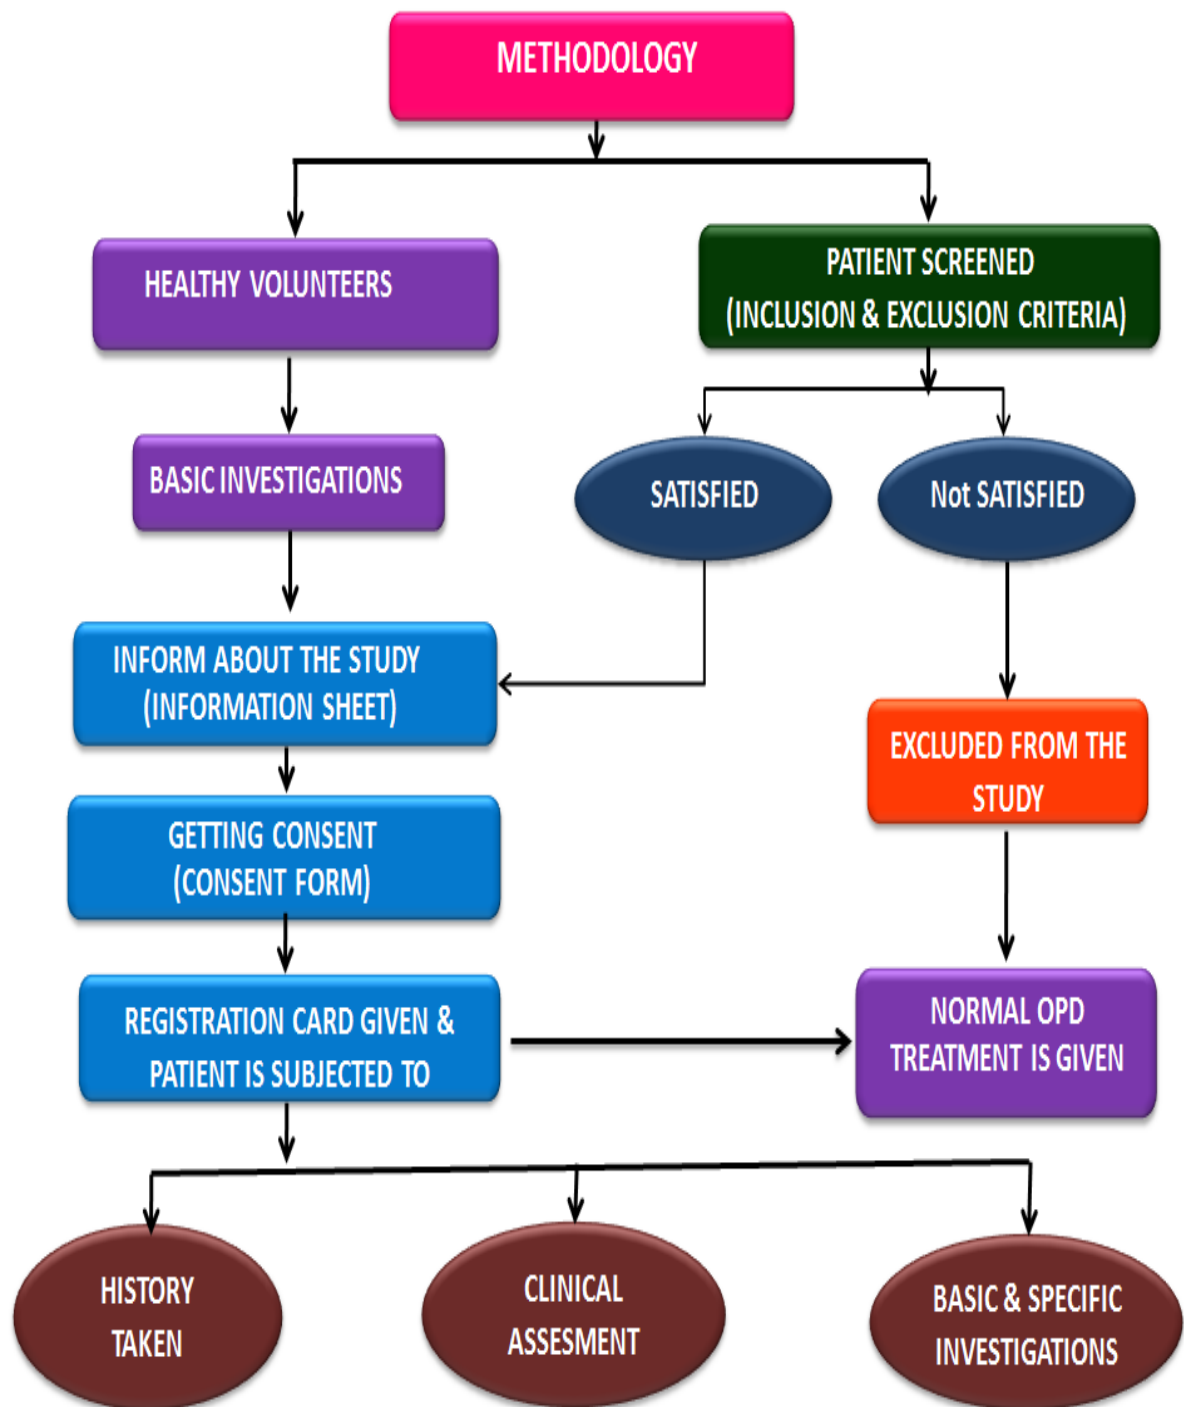 METHODOLOGY
HEALTHY VOLUNTEERS
PATIENT SCREENED
(INCLUSION & EXCLUSION CRITERIA)
BASIC INVESTIGATIONS
SATISFIED
Not SATISFIED
INFORM ABOUT THE STUDY
(INFORMATION SHEET)
EXCLUDED FROM THE
STUDY
GETTING CONSENT
(CONSENT FORM)
REGISTRATION CARD GIVEN &
PATIENT IS SUBJECTED TO
NORMAL OPD
TREATMENT IS GIVEN
HISTORY
TAKEN
CLINICAL
ASSESMENT
BASIC & SPECIFIC
INVESTIGATIONS